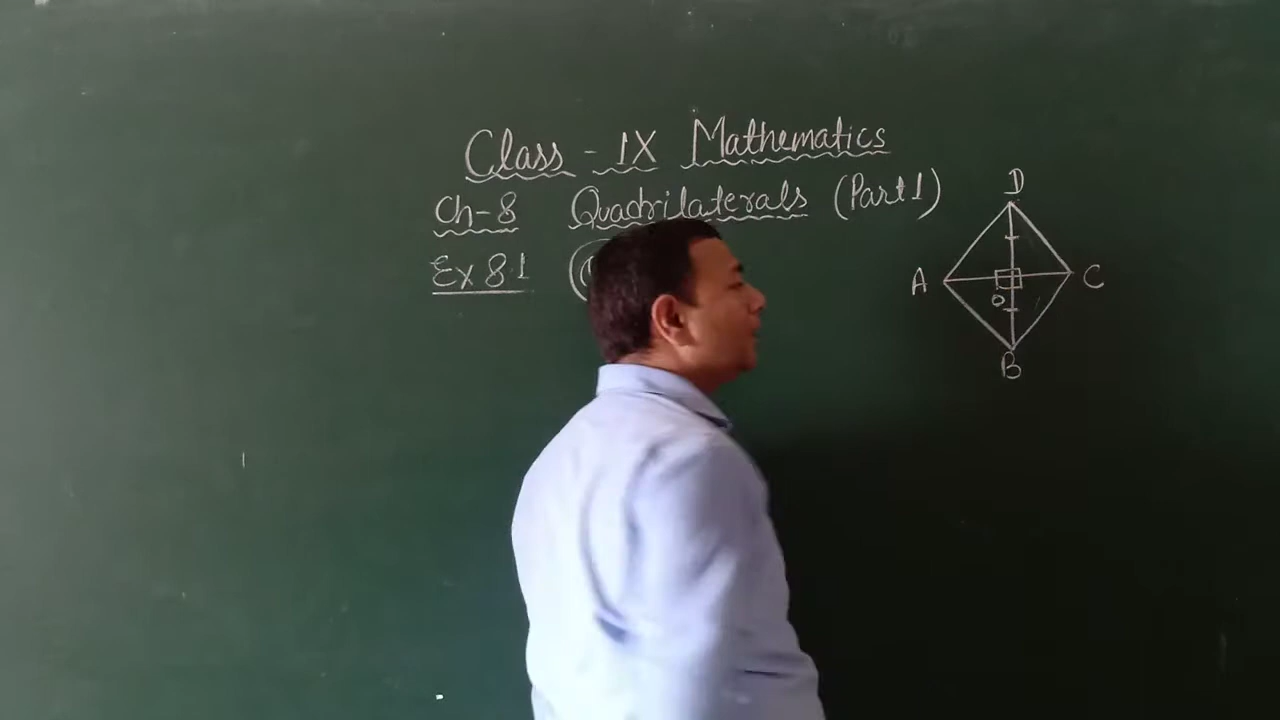 Class - IX Mathematics
Ch-8 Quadrilaterals (Part 1)
Ex 8.1
D
A
C
O
B